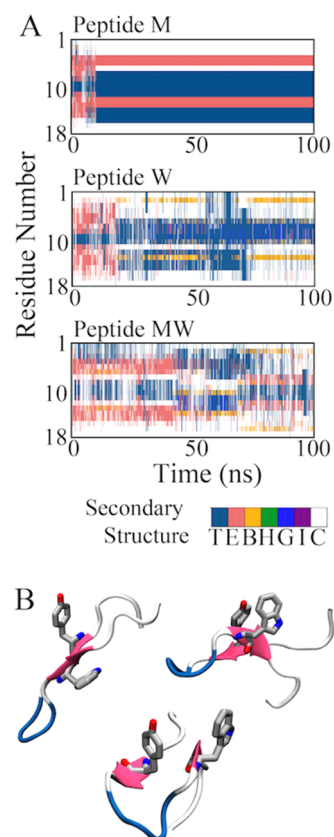 A
Peptide M
1
10
18
0 50 100
Peptide W
1
10
18
0 50 100
Peptide MW
1
10
18
0 50 100
Residue Number
Time (ns)
Secondary
Structure
TEBHGIC
B